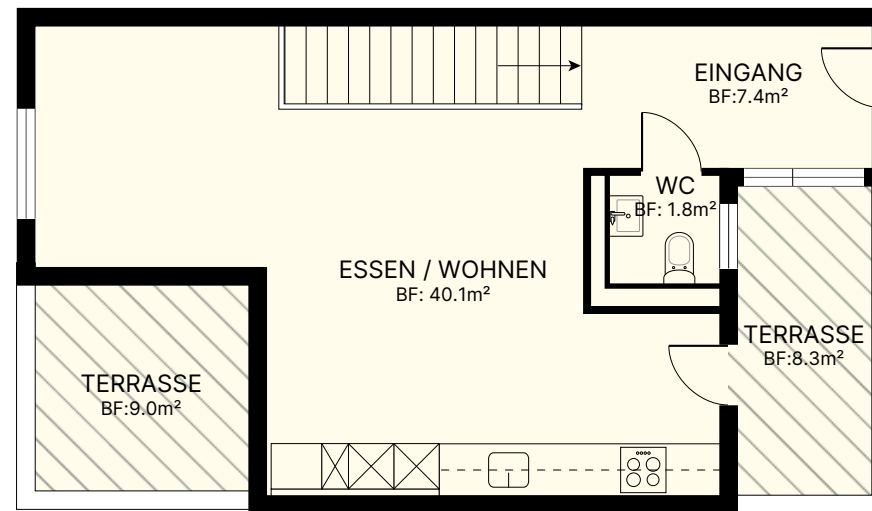 EINGANG
BF:7.4m²
WC
BF: 1.8m²
ESSEN / WOHNEN
BF: 40.1m²
TERRASSE
BF:8.3m²
TERRASSE
BF:9.0m²